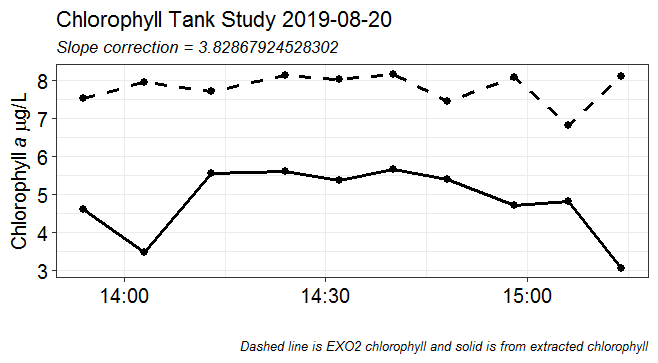 Chlorophyll Tank Study 2019-08-20
Slope correction = 3.82867924528302
Chlorophyll a μg/L
8
7
6
5
4
3
14:00 14:30 15:00
Dashed line is EXO2 chlorophyll and solid is from extracted chlorophyll